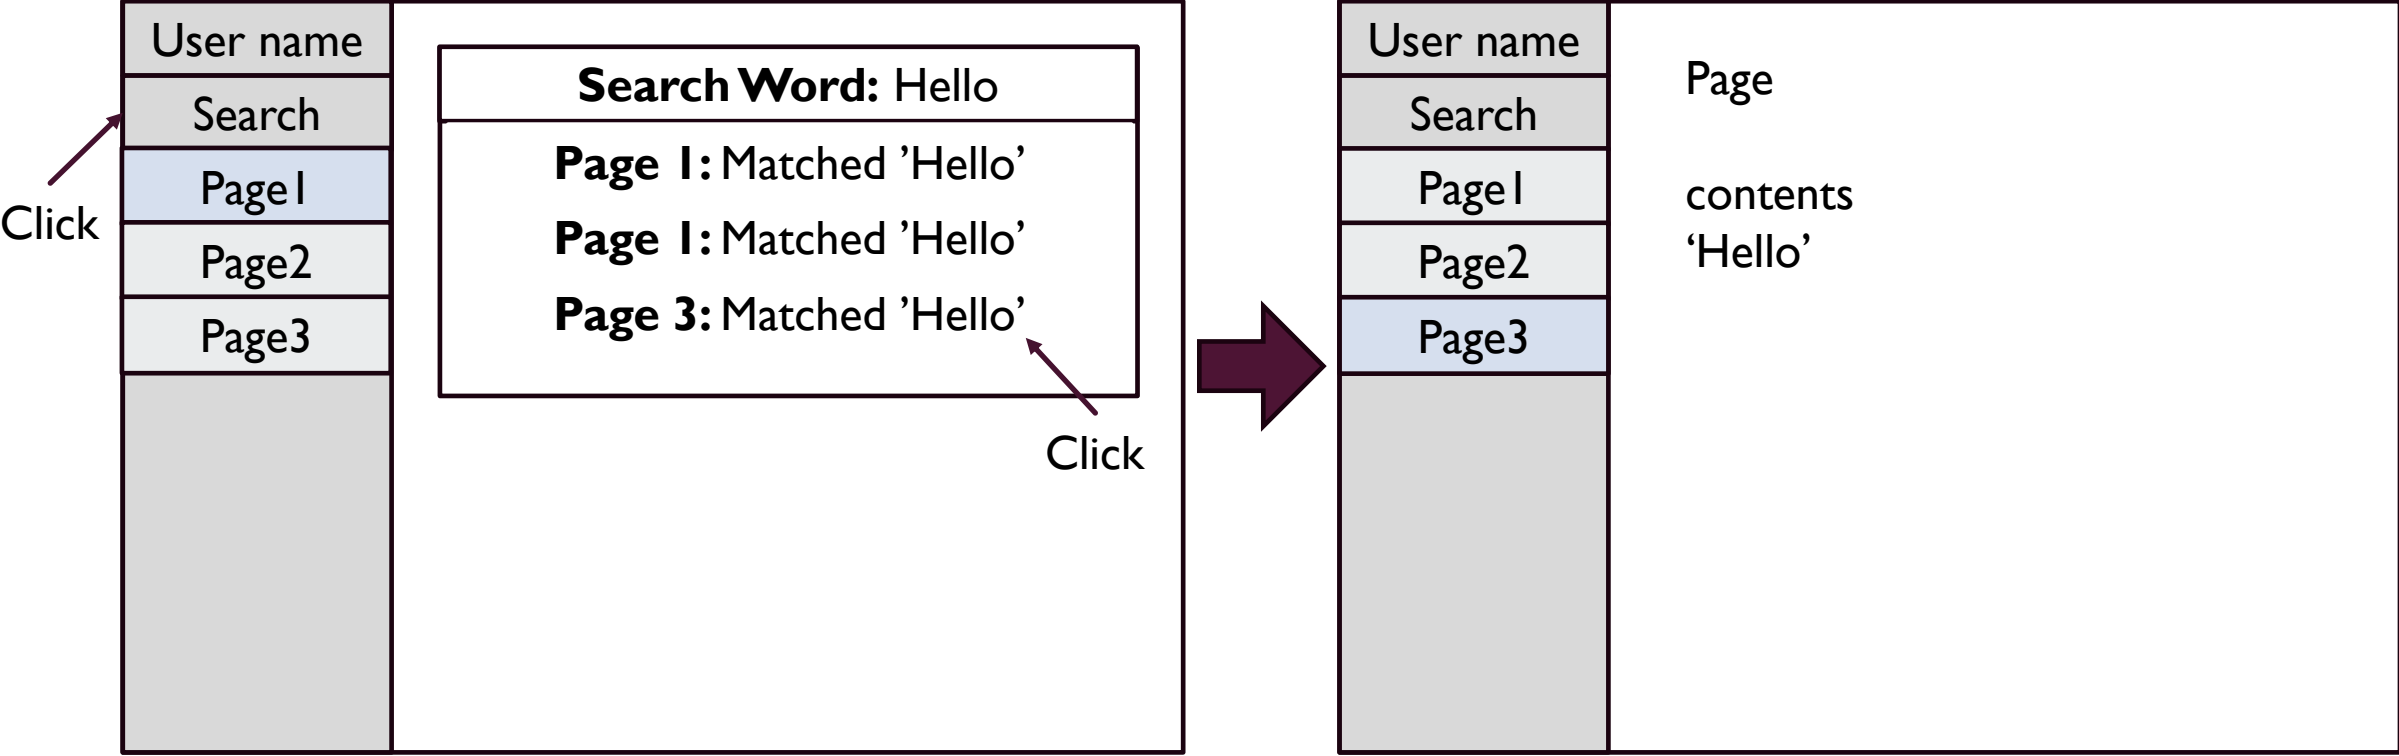 User name
Search
Page1
Page2
Page3
Click
Search Word: Hello
Page 1: Matched ’Hello’
Page 1: Matched ’Hello’
Page 3: Matched ’Hello’
Click
User name
Search
Page1
Page2
Page3
Page
contents
‘Hello’